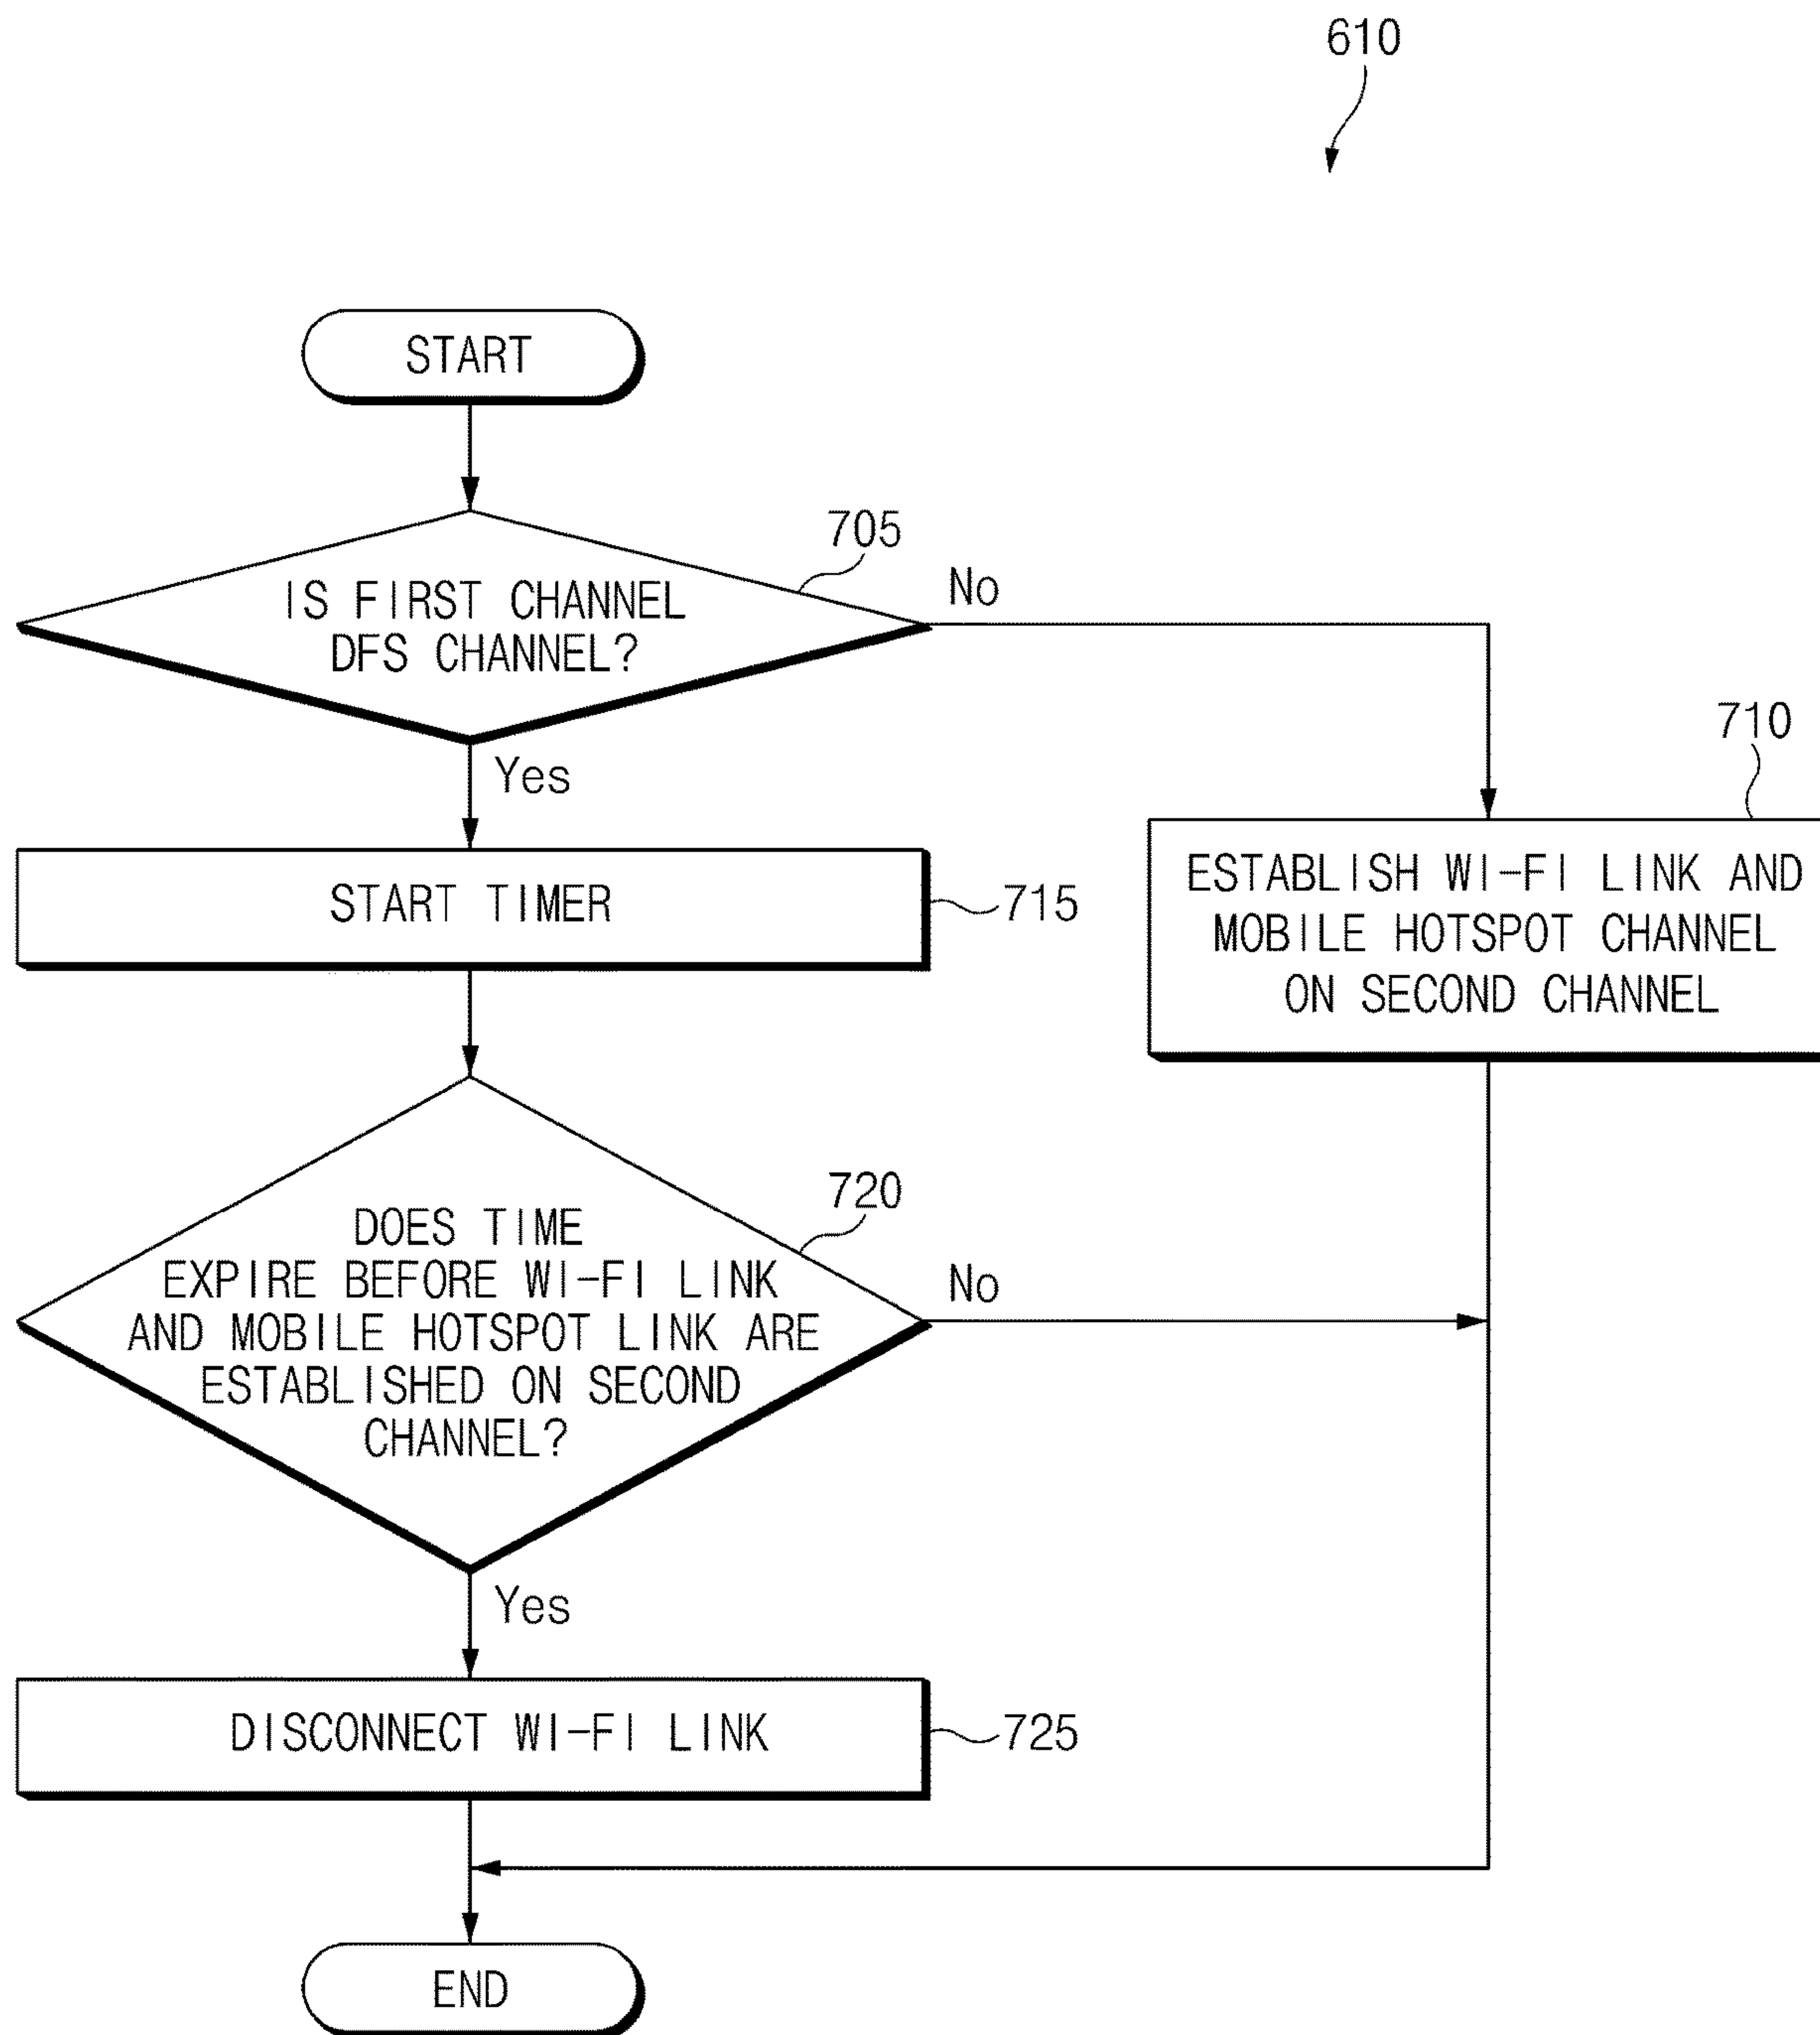 610
START
705
IS FIRST CHANNEL
DFS CHANNEL?
No
Yes
710
ESTABLISH WI-FI LINK AND
MOBILE HOTSPOT CHANNEL
ON SECOND CHANNEL
START TIMER
715
720
DOES TIME
EXPIRE BEFORE WI-FI LINK
AND MOBILE HOTSPOT LINK ARE
ESTABLISHED ON SECOND
CHANNEL?
No
Yes
DISCONNECT WI-FI LINK
725
END